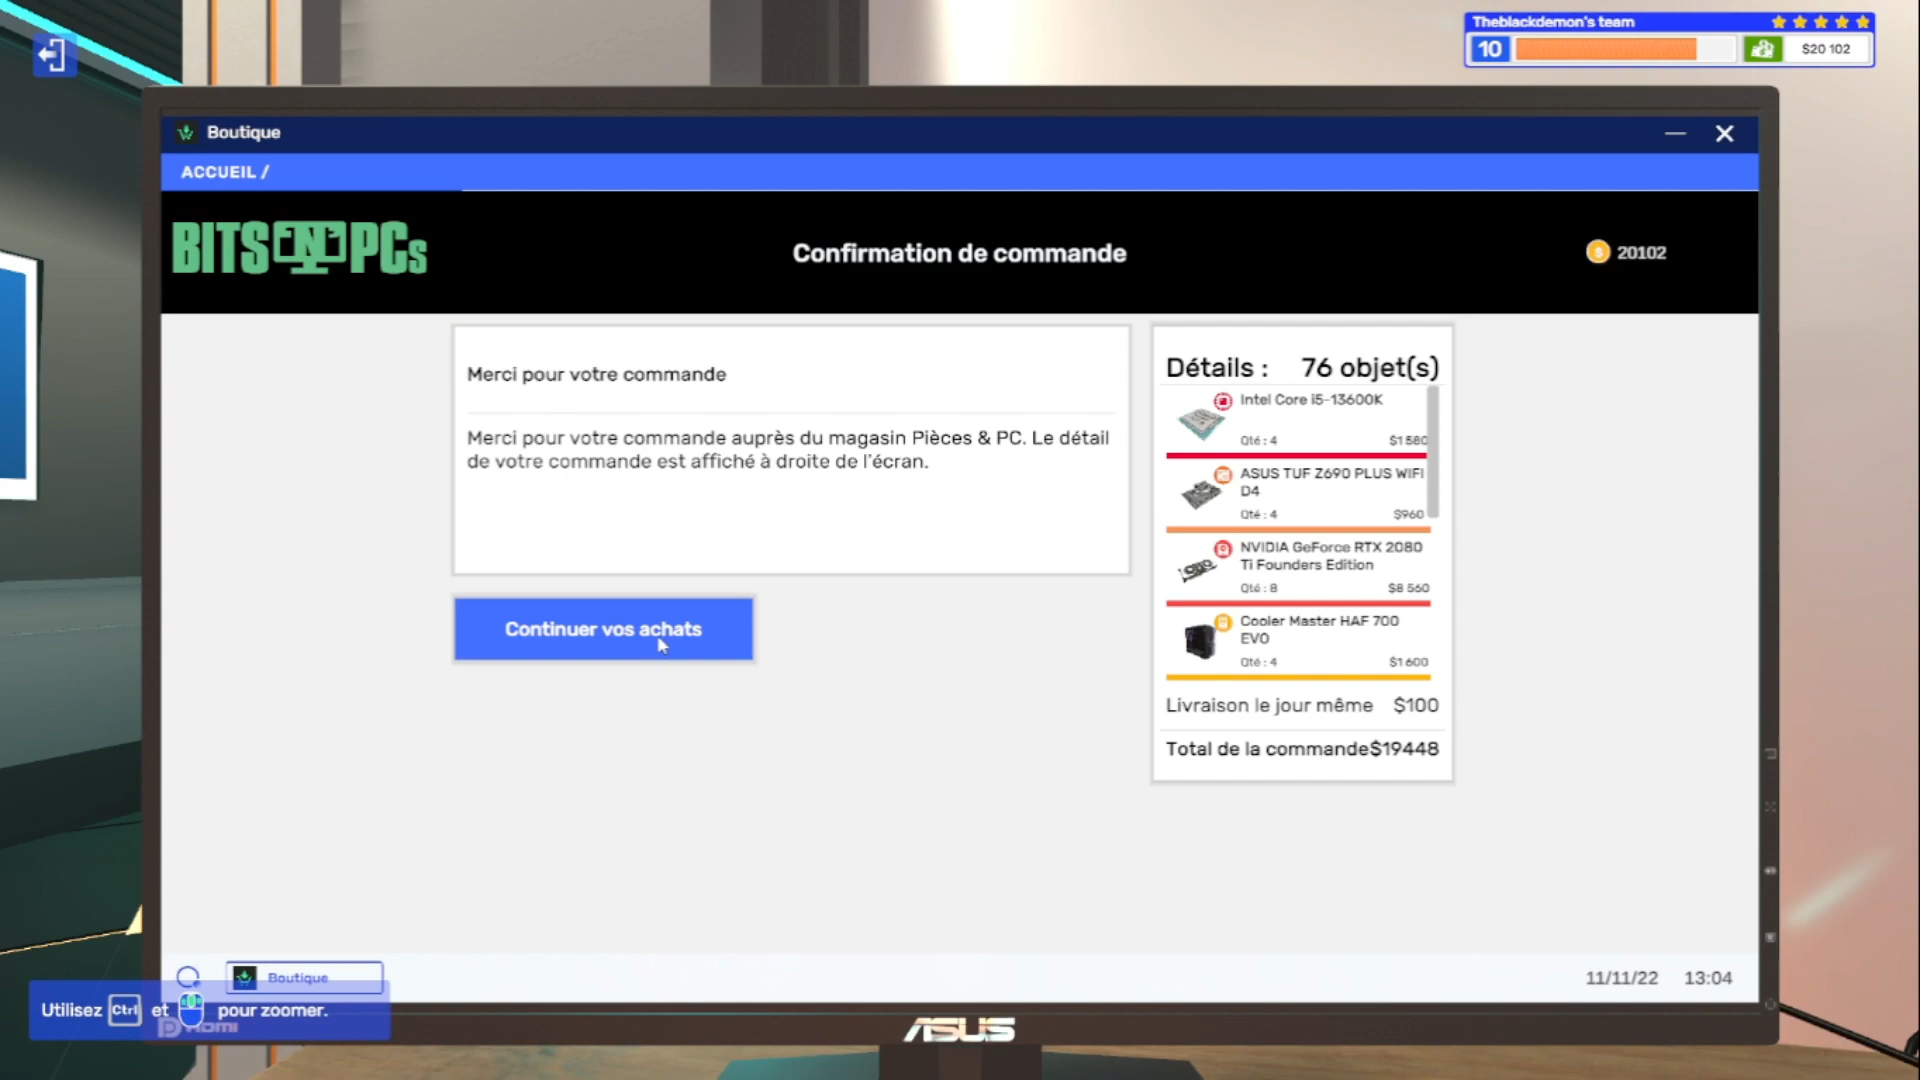 Theblackdemon's team
10
$20 102
Boutique
ACCUEIL /
BITS N PCs
Confirmation de commande
20102
Merci pour votre commande
Merci pour votre commande auprès du magasin Pièces & PC. Le détail
de votre commande est affiché à droite de l'écran.
Continuer vos achats
Détails : 76 objet(s)
Intel Core i5-13600K
Qté : 4 $1 580
ASUS TUF Z690 PLUS WIFI
D4
Qté : 4 $960
NVIDIA GeForce RTX 2080
Ti Founders Edition
Qté : 8 $8 560
Cooler Master HAF 700
EVO
Qté : 4 $1 600
Livraison le jour même $100
Total de la commande $19448
Boutique
11/11/22 13:04
Utilisez Ctrl et pour zoomer.
HDMI
ASUS